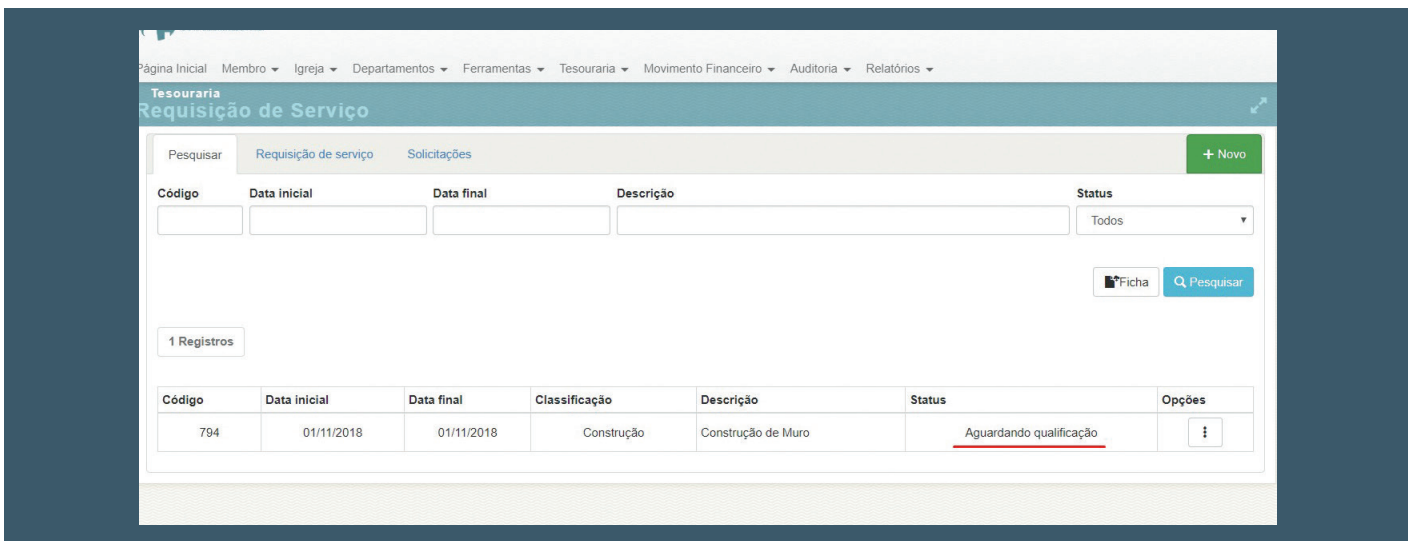 Página Inicial Membro Igreja Departamentos Ferramentas Tesouraria Movimento Financeiro Auditoria Relatórios
Tesouraria
Requisição de Serviço
Pesquisar Requisição de serviço Solicitações + Novo
Código Data inicial Data final Descrição Status
Todos
Ficha Pesquisar
1 Registros
Código Data inicial Data final Classificação Descrição Status Opções
794 01/11/2018 01/11/2018 Construção Construção de Muro Aguardando qualificação